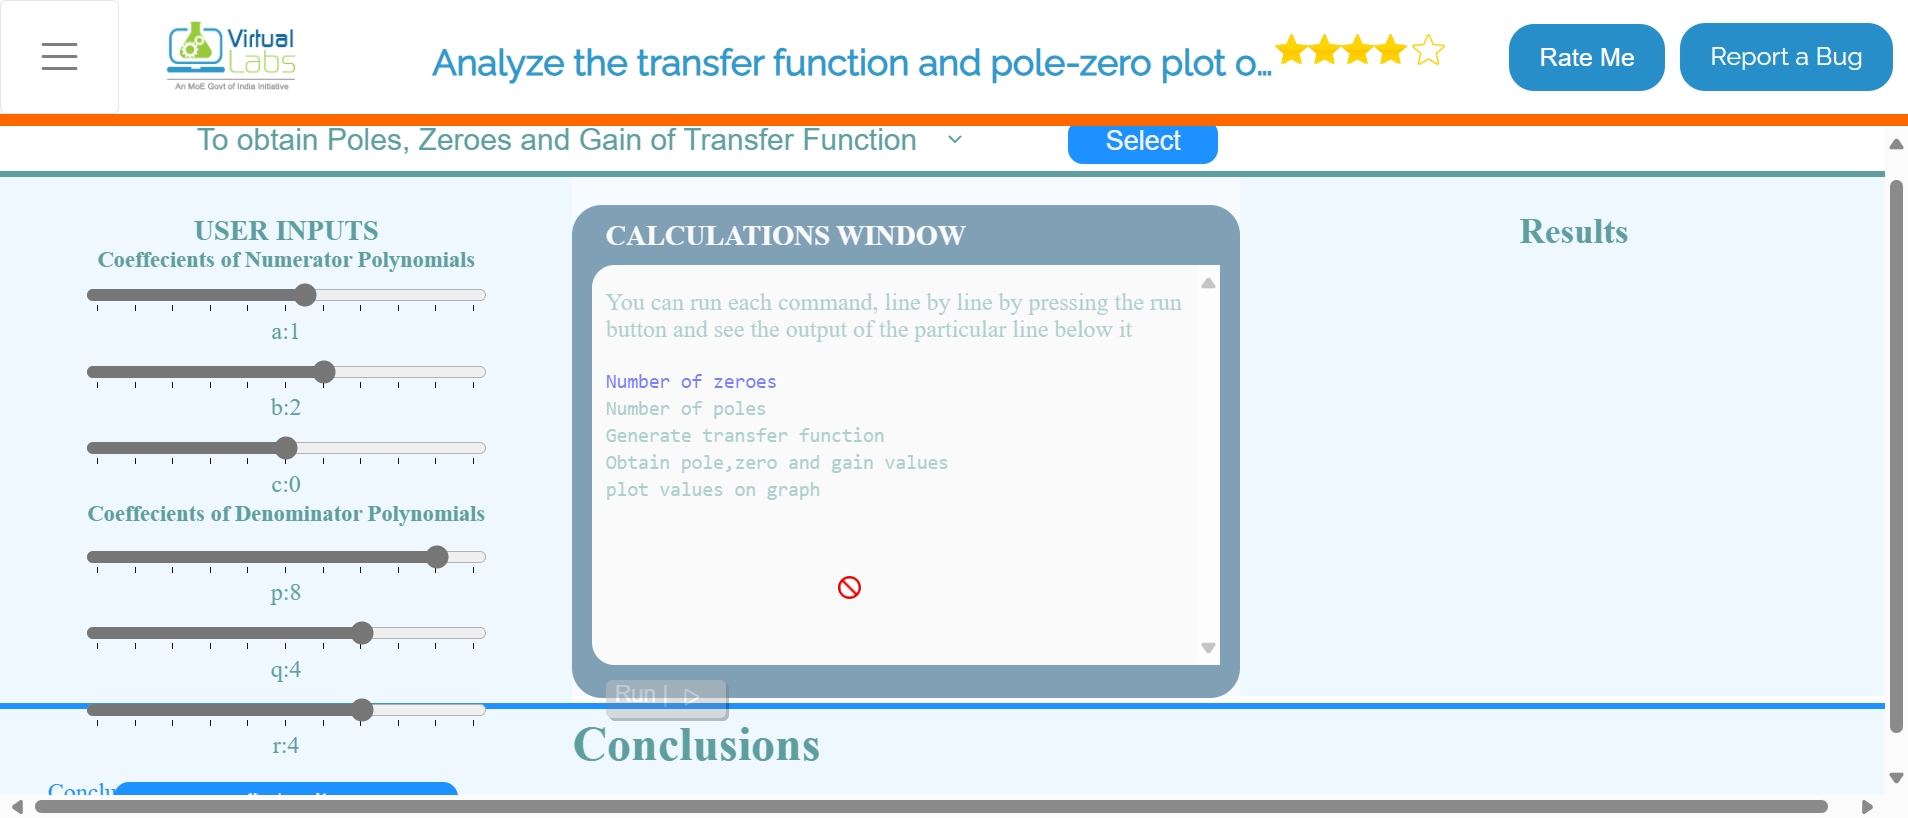 Virtual
Labs
An MoE Govt of India Initiative
Analyze the transfer function and pole-zero plot o...
Rate Me
Report a Bug
To obtain Poles, Zeroes and Gain of Transfer Function
Select
USER INPUTS
Coeffecients of Numerator Polynomials
a:1
b:2
c:0
Coeffecients of Denominator Polynomials
p:8
q:4
r:4
CALCULATIONS WINDOW
You can run each command, line by line by pressing the run
button and see the output of the particular line below it
Number of zeroes
Number of poles
Generate transfer function
Obtain pole,zero and gain values
plot values on graph
Run |
Results
Conclusions
Conclu